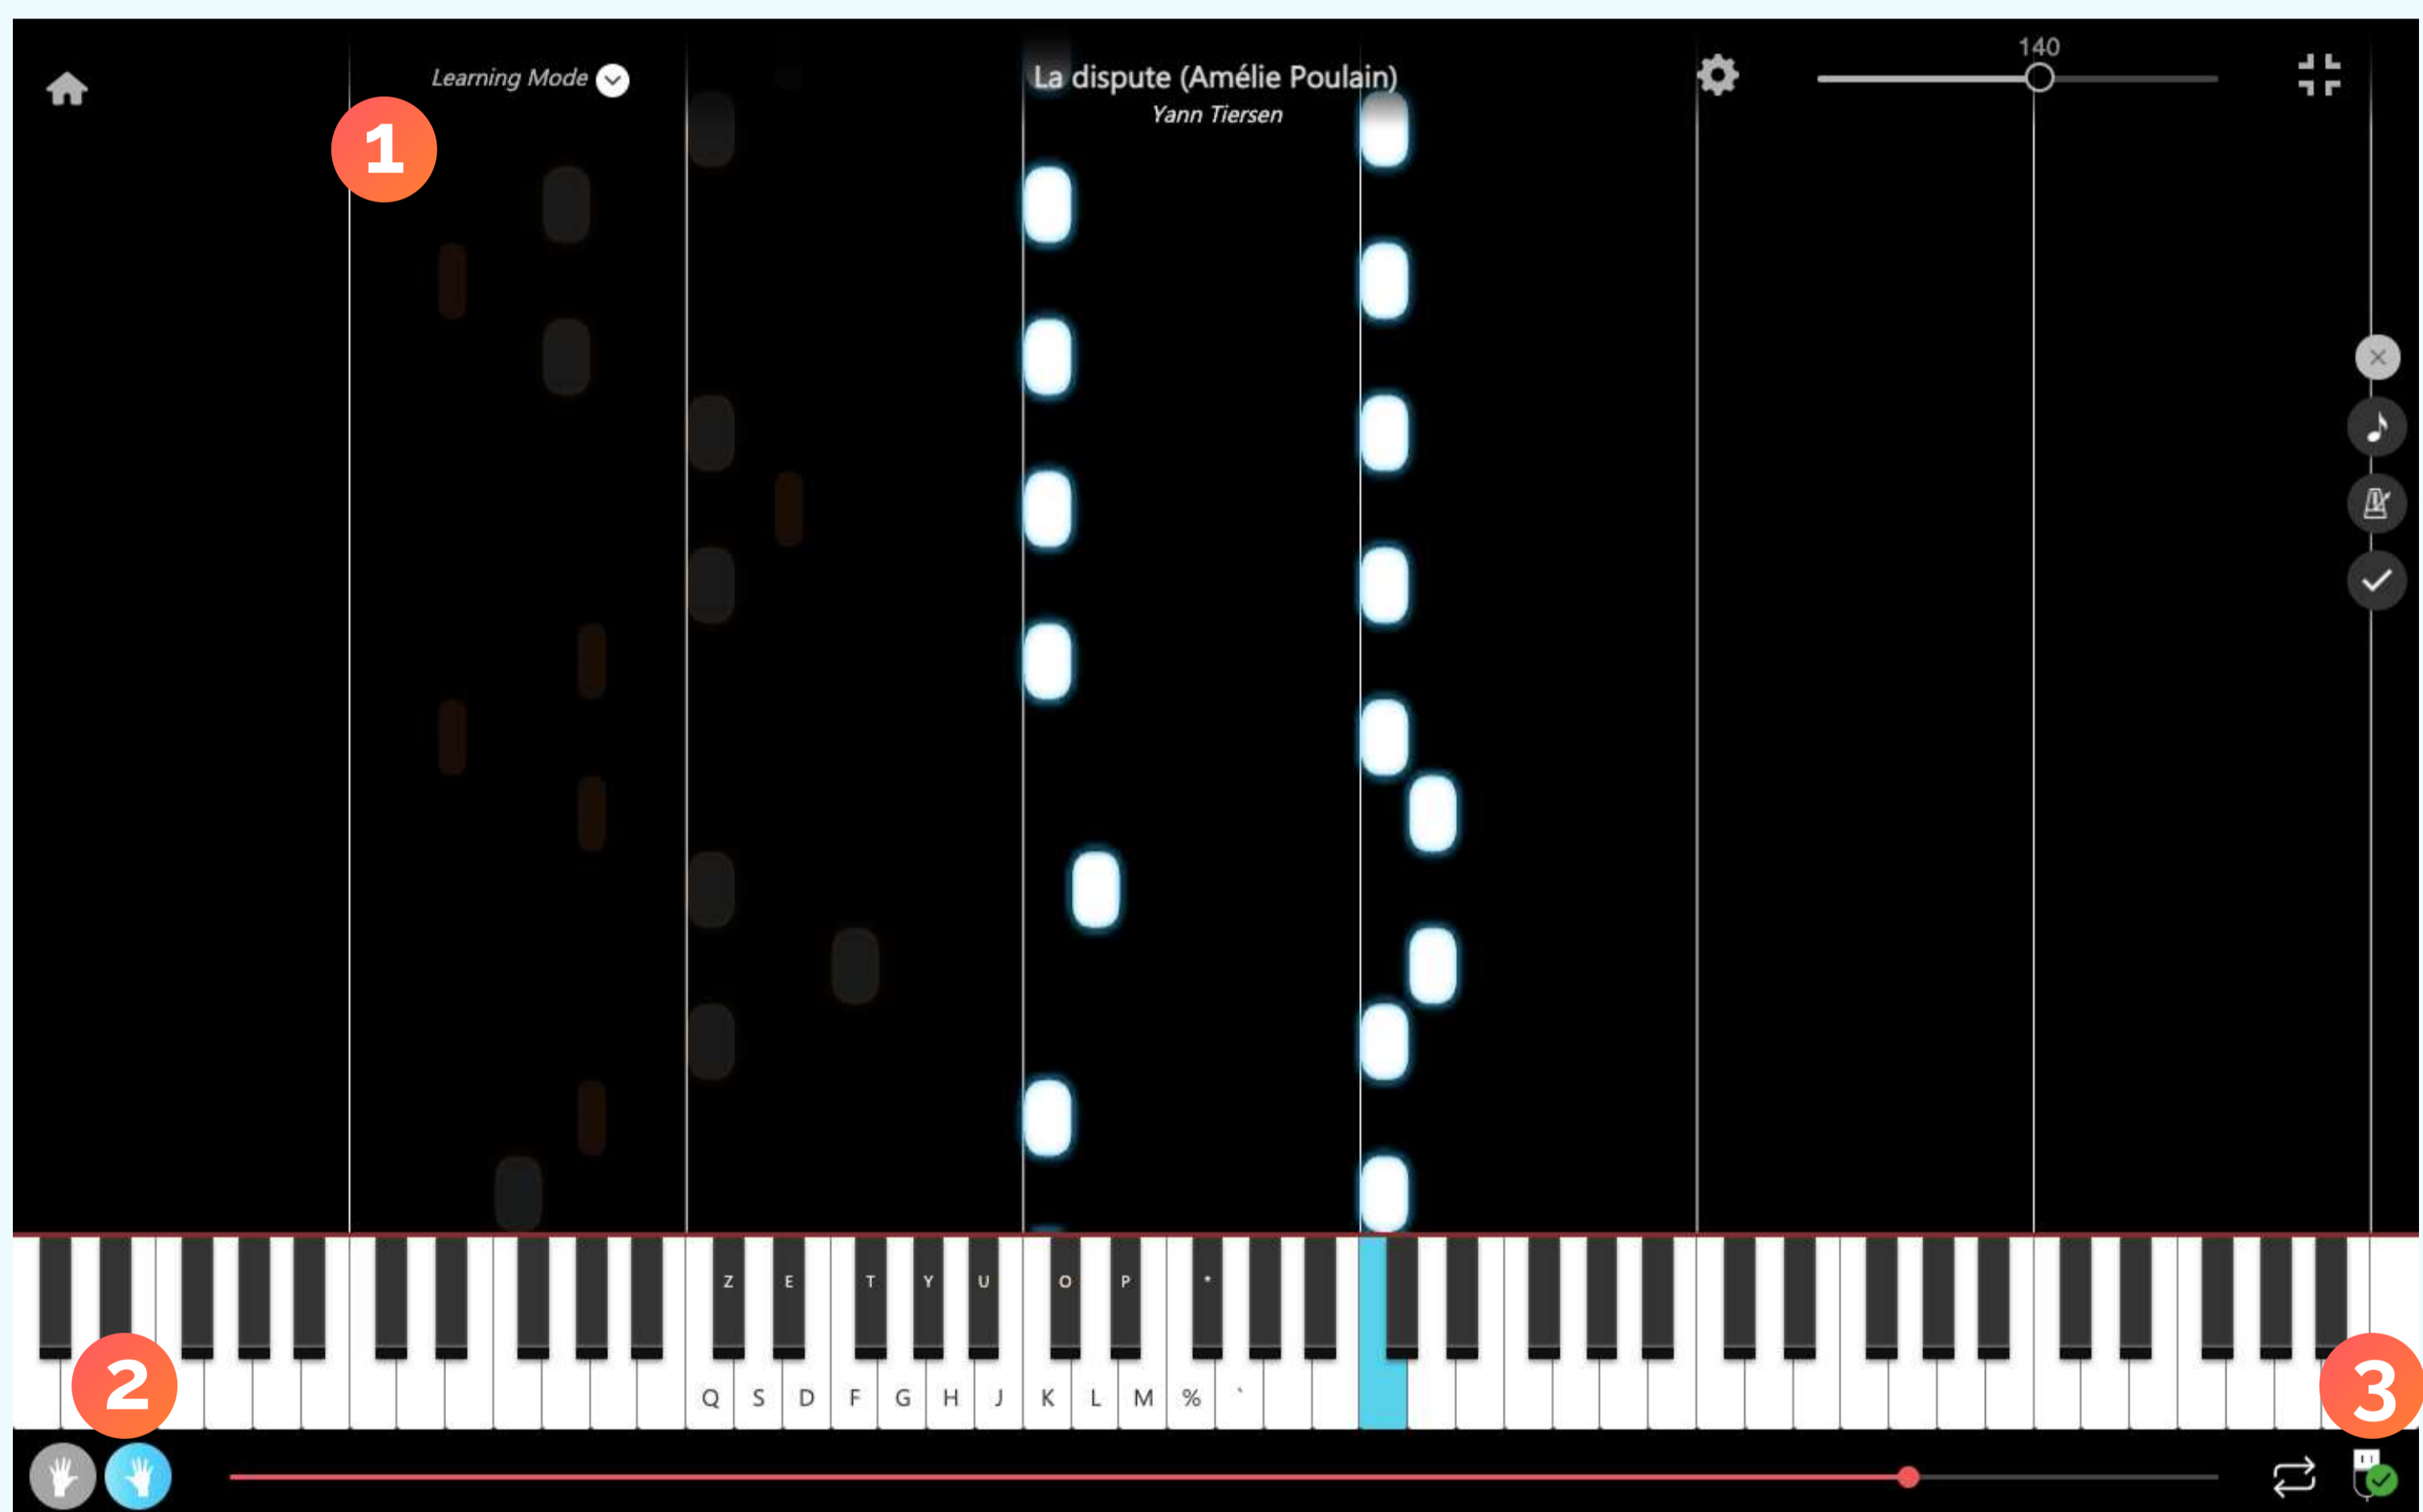 140
Learning Mode
La dispute (Amélie Poulain)
Yann Tiersen
1
Z E T Y U O P *
2
3
Q S D F G H J K L M % `